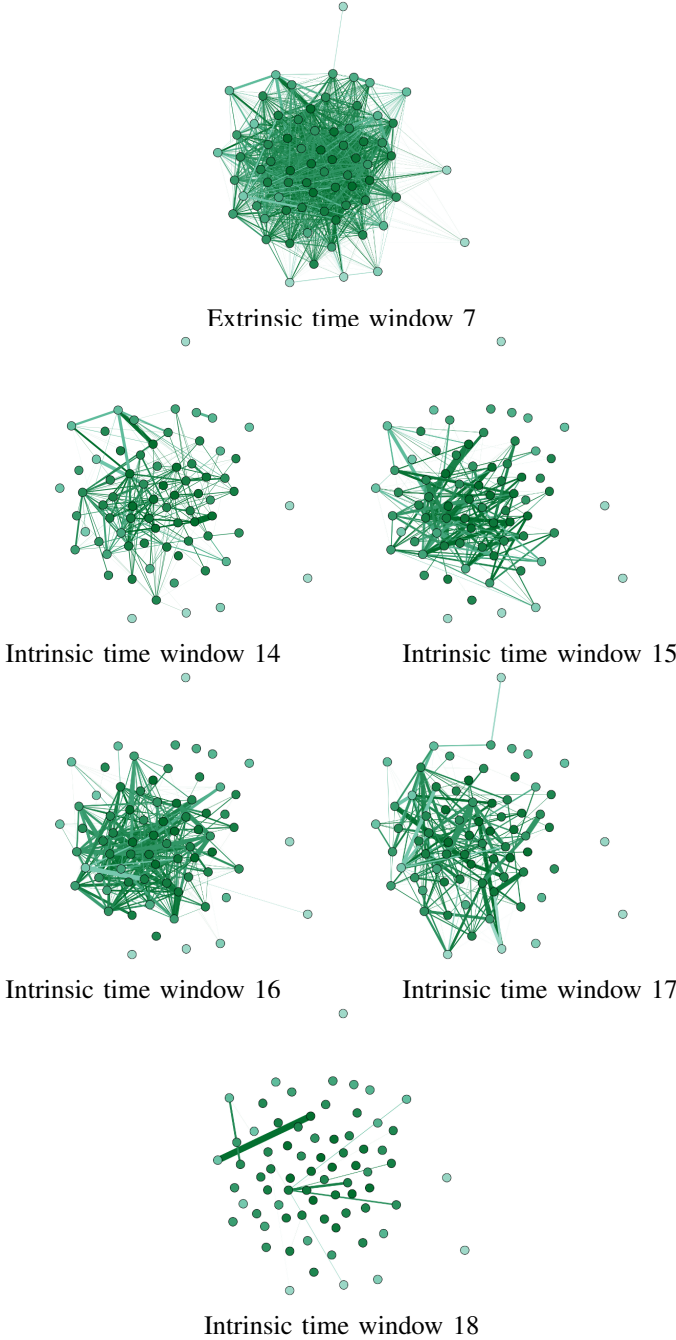 Extrinsic time window 7
Intrinsic time window 14
Intrinsic time window 15
Intrinsic time window 16
Intrinsic time window 17
Intrinsic time window 18